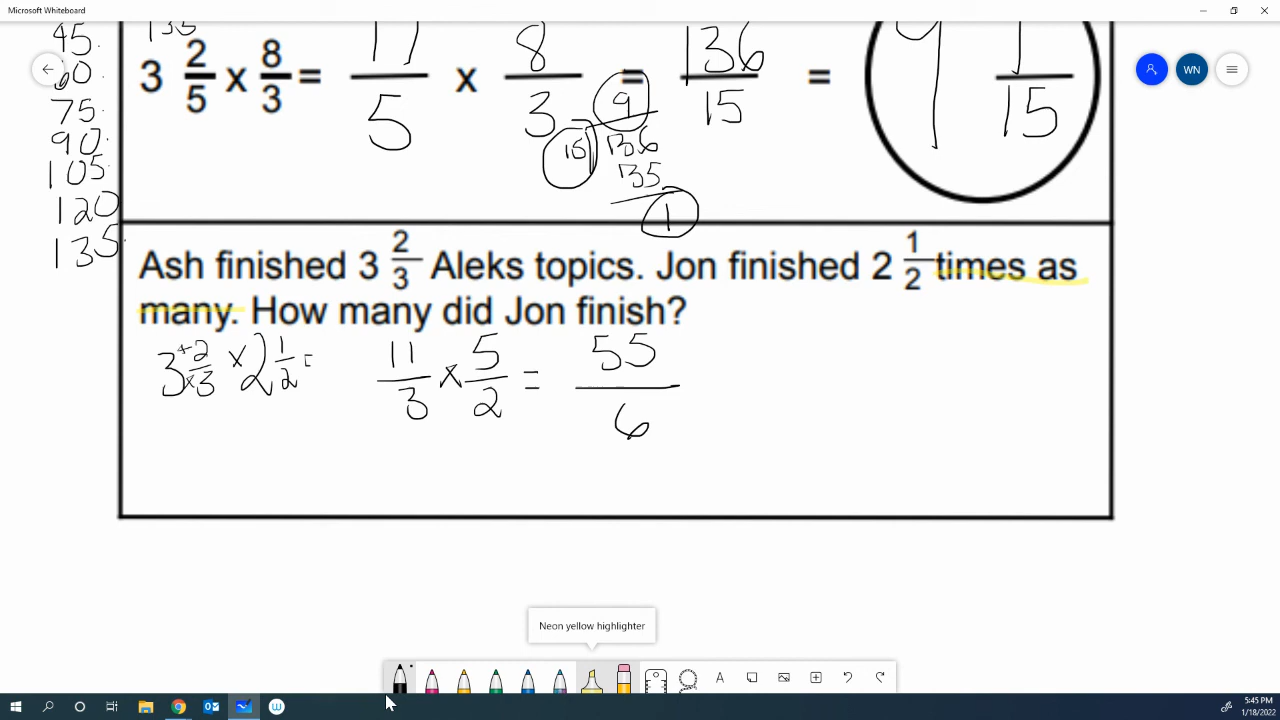 Microsoft Whiteboard
45
60
75
90
105
120
135
135
3 2/5 x 8/3 = 17/5 x 8/3 = 136/15 = 9 1/15
9
15 136
135
1
WN
Ash finished 3 2/3 Aleks topics. Jon finished 2 1/2 times as
many. How many did Jon finish?
3 + 2/x3 x 2 1/2 = 11/3 x 5/2 = 55/6
Neon yellow highlighter
A
5:45 PM
1/18/2022